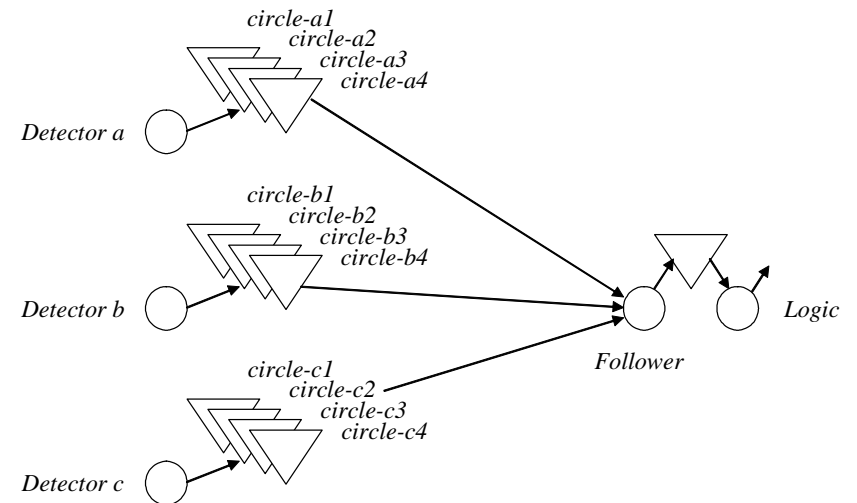 circle-a1
circle-a2
circle-a3
circle-a4
Detector a
circle-b1
circle-b2
circle-b3
circle-b4
Detector b
Logic
Follower
circle-c1
circle-c2
circle-c3
circle-c4
Detector c